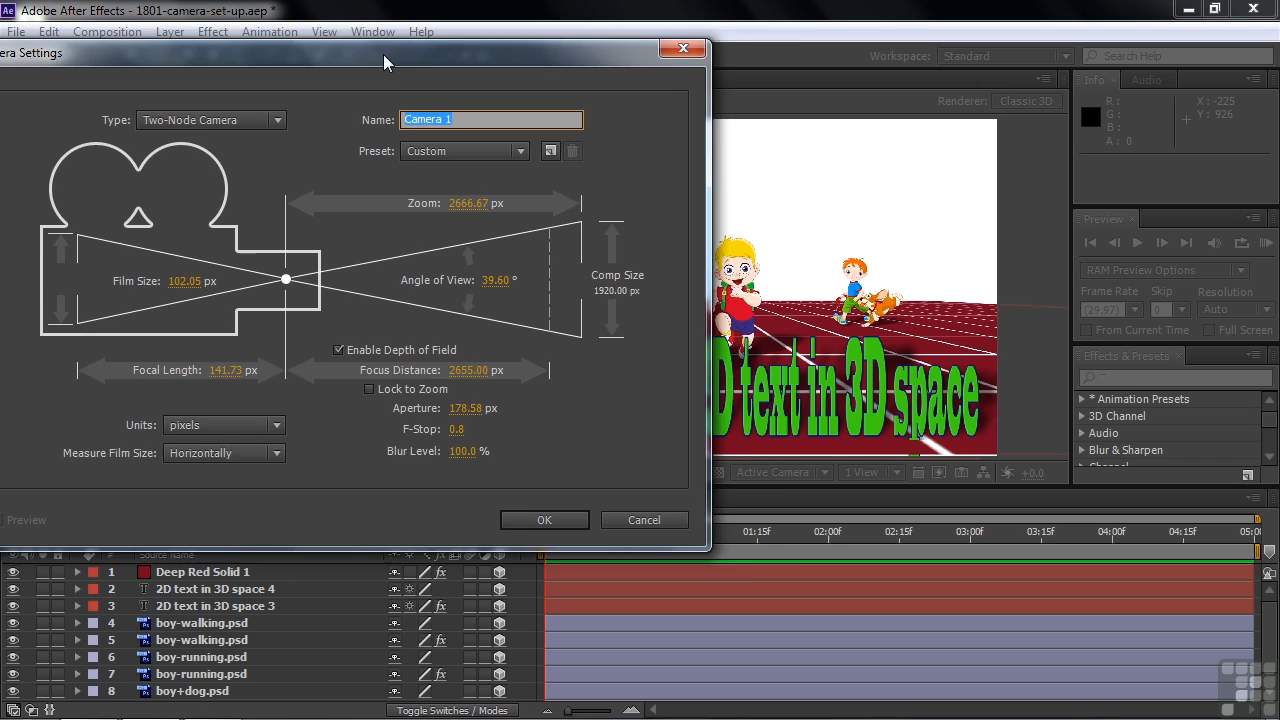 Ae Adobe After Effects - 1801-camera-set-up.aep *
File Edit Composition Layer Effect Animation View Window Help
era Settings
Workspace: Standard
Search Help
Type: Two-Node Camera
Name: Camera 1
Preset: Custom
Zoom: 2666.67 px
Film Size: 102.05 px
Angle of View: 39.60 °
Comp Size
1920.00 px
Enable Depth of Field
Focal Length: 141.73 px
Focus Distance: 2655.00 px
Lock to Zoom
Aperture: 178.58 px
Units: pixels
F-Stop: 0.8
Measure Film Size: Horizontally
Blur Level: 100.0 %
Preview
OK Cancel
Renderer: Classic 3D
D text in 3D space
Active Camera 1 View +0.0
Info Audio
R :
G :
B :
A : 0
X : -225
Y : 926
Preview
RAM Preview Options
Frame Rate Skip Resolution
(29.97) 0 Auto
From Current Time Full Screen
Effects & Presets
* Animation Presets
3D Channel
Audio
Blur & Sharpen
01:15f 02:00f 02:15f 03:00f 03:15f 04:00f 04:15f 05:00
# Source Name
1 Deep Red Solid 1 fx
2 T 2D text in 3D space 4
3 T 2D text in 3D space 3 fx
4 boy-walking.psd
5 boy-walking.psd fx
6 boy-running.psd
7 boy-running.psd fx
8 boy+dog.psd
Toggle Switches / Modes